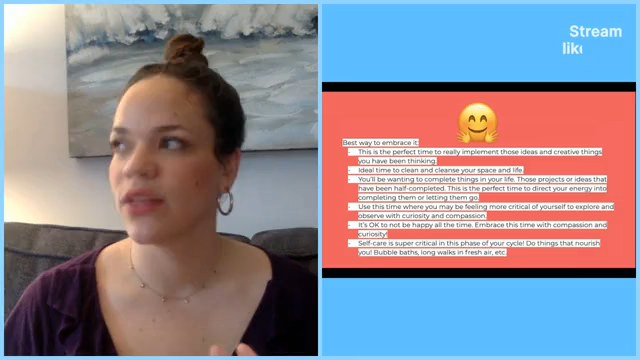 Stream
lik
Best way to embrace it:
- This is the perfect time to really implement those ideas and creative things
you have been thinking.
- Ideal time to clean and cleanse your space and life.
- You'll be wanting to complete things in your life. Those projects or ideas that
have been half-completed. This is the perfect time to direct your energy into
completing them or letting them go.
- Use this time where you may be feeling more critical of yourself to explore and
observe with curiosity and compassion.
- It's OK to not be happy all the time. Embrace this time with compassion and
curiosity!
- Self-care is super critical in this phase of your cycle! Do things that nourish
you! Bubble baths, long walks in fresh air, etc.